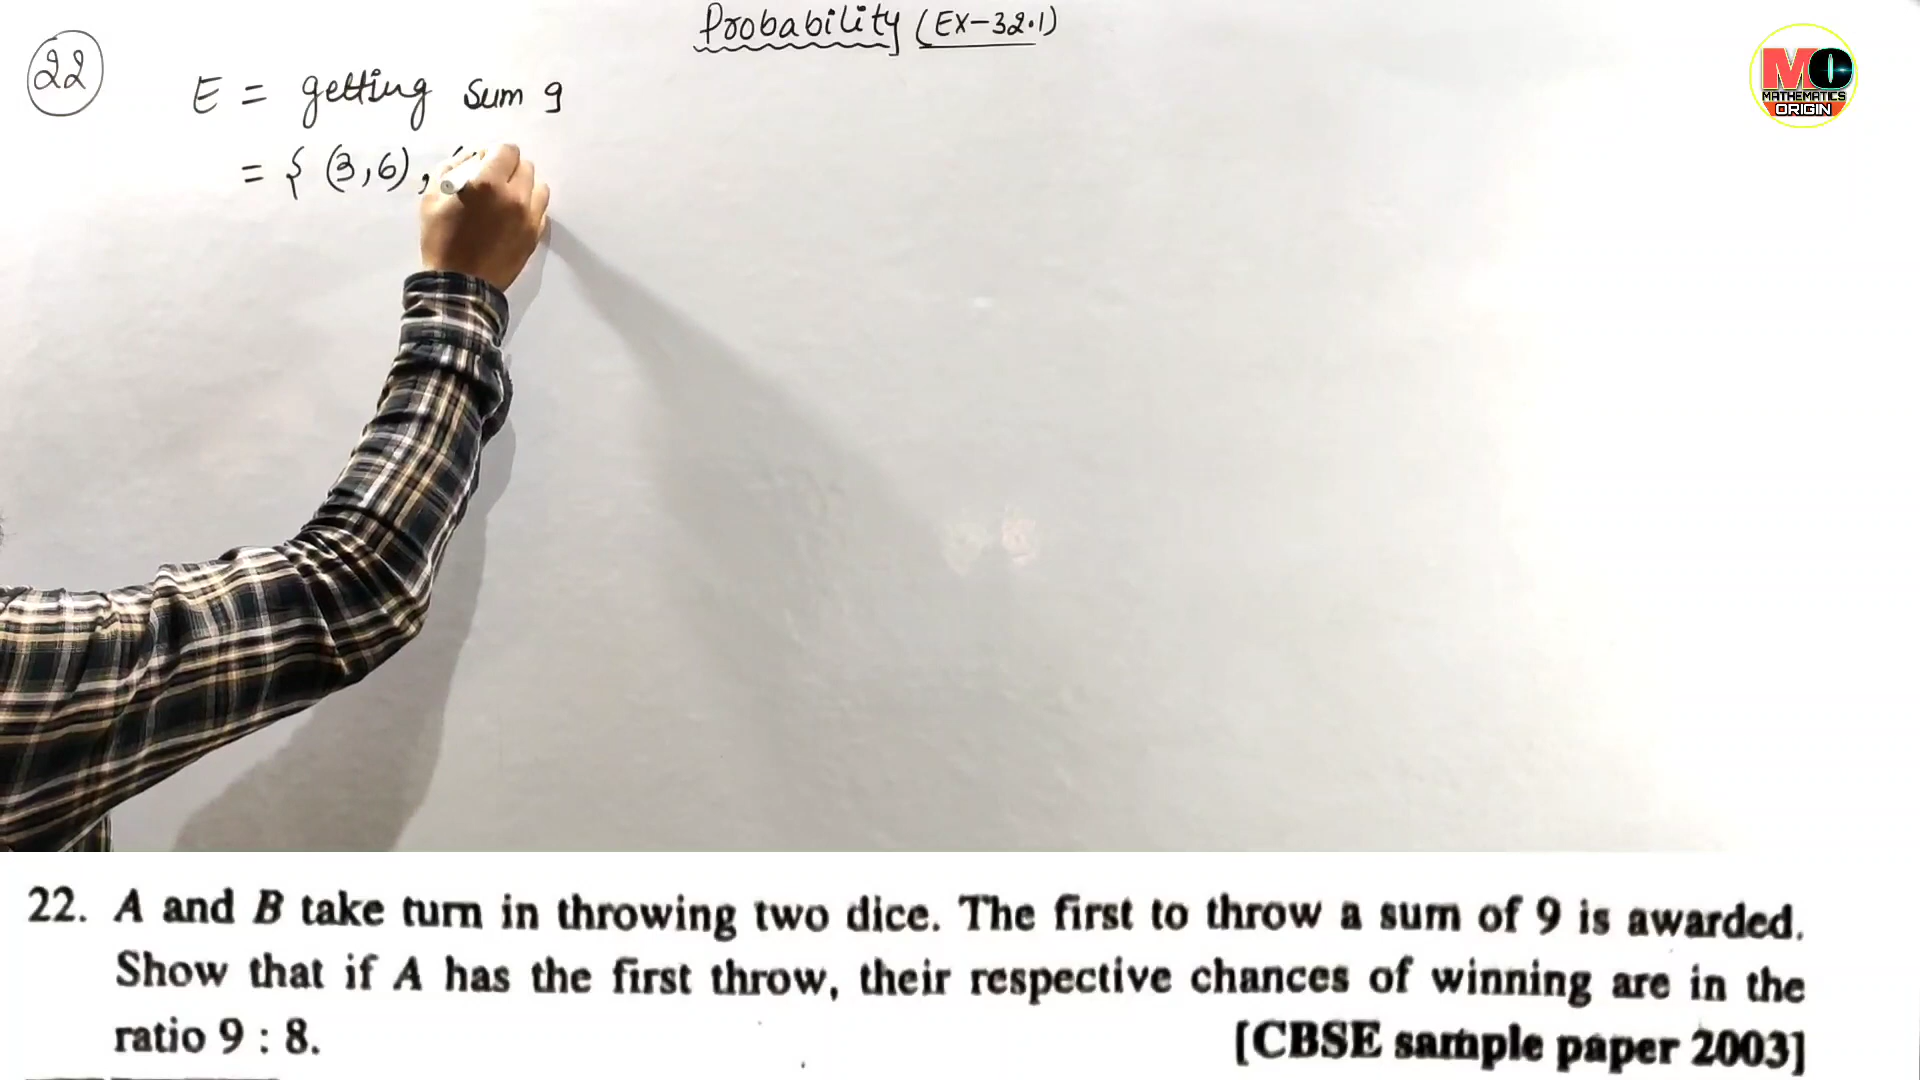 Probability (EX-32.1)
MO
MATHEMATICS
ORIGIN
22
E = getting sum 9
= { (3,6) ,
22. A and B take turn in throwing two dice. The first to throw a sum of 9 is awarded.
Show that if A has the first throw, their respective chances of winning are in the
ratio 9 : 8. [CBSE sample paper 2003]